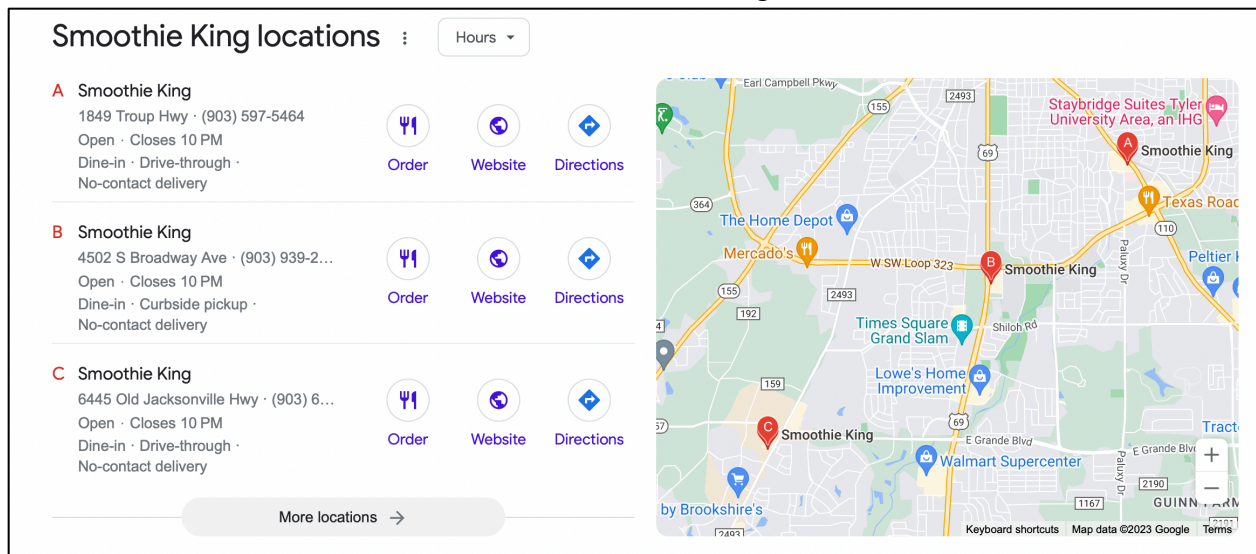 Smoothie King locations
Hours
A Smoothie King
1849 Troup Hwy · (903) 597-5464
Open · Closes 10 PM
Dine-in · Drive-through ·
No-contact delivery
Order
Website
Directions
B Smoothie King
4502 S Broadway Ave · (903) 939-2…
Open · Closes 10 PM
Dine-in · Curbside pickup ·
No-contact delivery
Order
Website
Directions
C Smoothie King
6445 Old Jacksonville Hwy · (903) 6…
Open · Closes 10 PM
Dine-in · Drive-through ·
No-contact delivery
Order
Website
Directions
More locations
Earl Campbell Pkwy
2493
155
Staybridge Suites Tyler
University Area, an IHG
A
Smoothie King
69
364
Texas Road
The Home Depot
110
Mercado's
W SW Loop 323
B
Smoothie King
Paluxy Dr
Peltier
155
2493
192
Times Square
Grand Slam
Shiloh Rd
Lowe's Home
Improvement
159
C
Smoothie King
69
E Grande Blvd
E Grande Blv
Tract
Walmart Supercenter
Paluxy Dr
2190
1167
GUINN FARM
by Brookshire's
2493
Keyboard shortcuts
Map data ©2023 Google
Terms